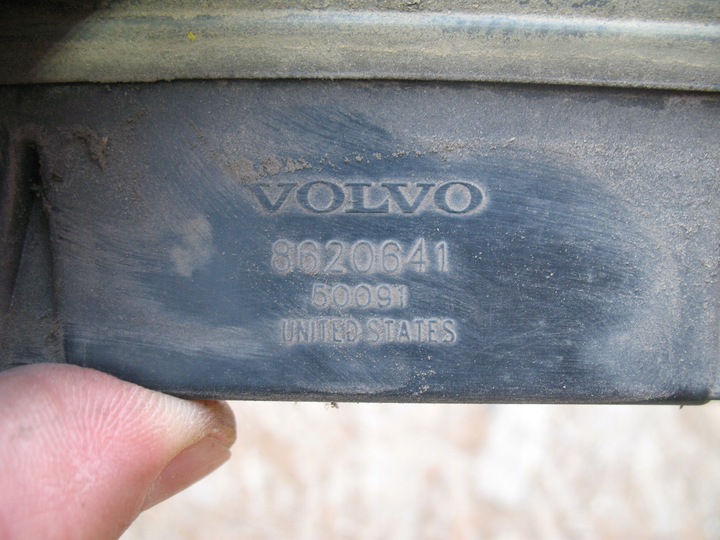 VOLVO
8620641
50091
UNITED STATES